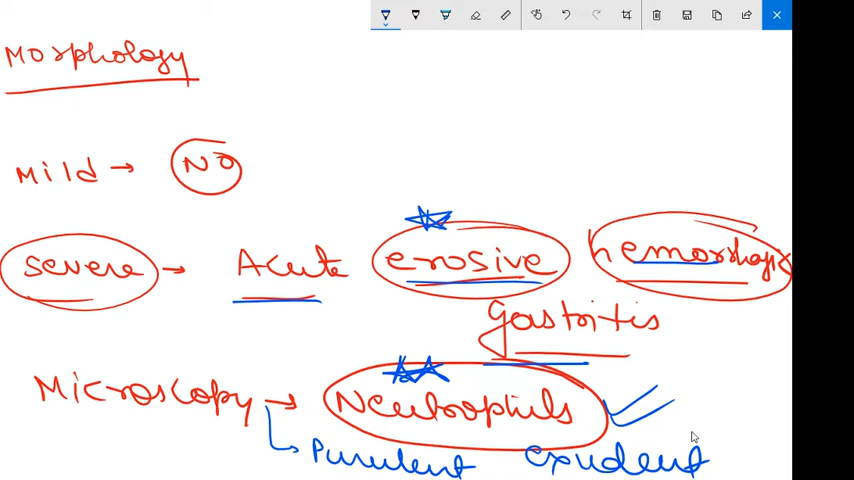 Morphology
Mild → NO
severe → Acute erosive hemorrhagic
gastritis
Microscopy → Neutrophils
Purulent exudent